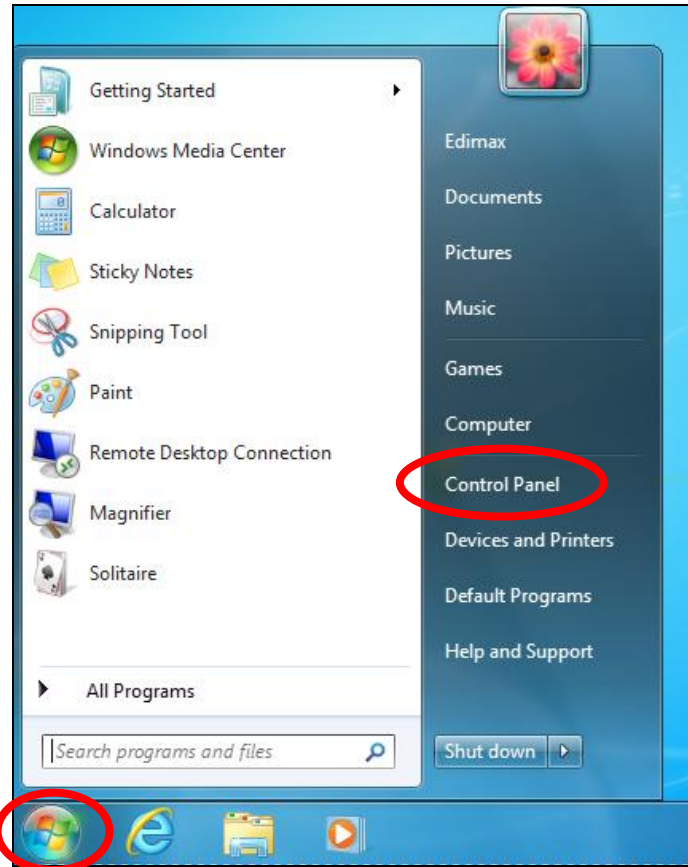 Getting Started
Windows Media Center
Calculator
Sticky Notes
Snipping Tool
Paint
Remote Desktop Connection
Magnifier
Solitaire
All Programs
Search programs and files
Edimax
Documents
Pictures
Music
Games
Computer
Control Panel
Devices and Printers
Default Programs
Help and Support
Shut down